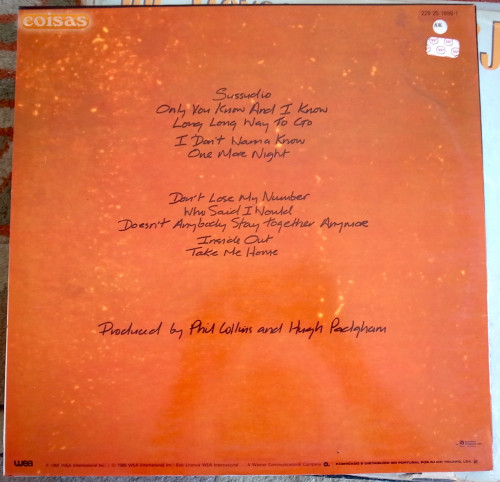 coisas
AK
Sussudio
Only You Know And I Know
Long Long Way To Go
I Don't Wanna Know
One More Night
Don't Lose My Number
Who Said I Would
Doesn't Anybody Stay Together Anymore
Inside Out
Take Me Home
Produced by Phil Collins and Hugh Padgham
wea